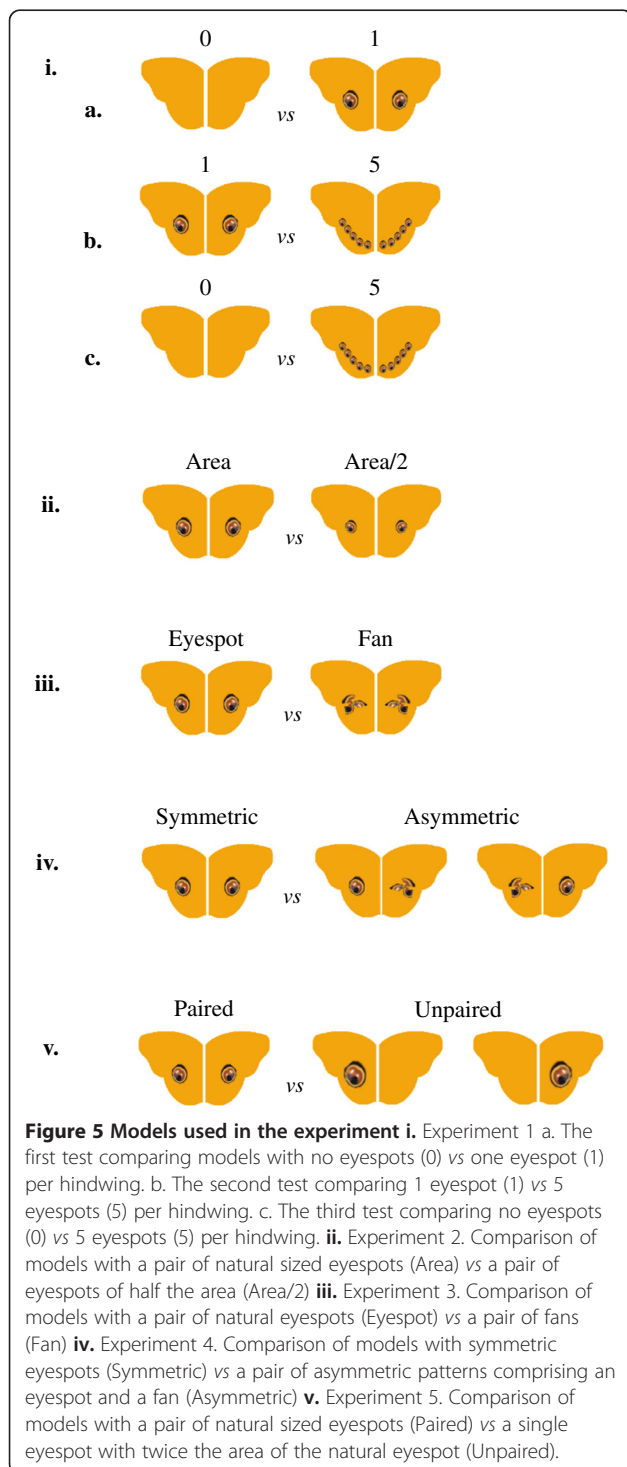 0 1
i.
a. vs
1 5
b. vs
0 5
c. vs
Area Area/2
ii. vs
Eyespot Fan
iii. vs
Symmetric Asymmetric
iv. vs
Paired Unpaired
v. vs
Figure 5 Models used in the experiment i. Experiment 1 a. The
first test comparing models with no eyespots (0) vs one eyespot (1)
per hindwing. b. The second test comparing 1 eyespot (1) vs 5
eyespots (5) per hindwing. c. The third test comparing no eyespots
(0) vs 5 eyespots (5) per hindwing. ii. Experiment 2. Comparison of
models with a pair of natural sized eyespots (Area) vs a pair of
eyespots of half the area (Area/2) iii. Experiment 3. Comparison of
models with a pair of natural eyespots (Eyespot) vs a pair of fans
(Fan) iv. Experiment 4. Comparison of models with symmetric
eyespots (Symmetric) vs a pair of asymmetric patterns comprising an
eyespot and a fan (Asymmetric) v. Experiment 5. Comparison of
models with a pair of natural sized eyespots (Paired) vs a single
eyespot with twice the area of the natural eyespot (Unpaired).